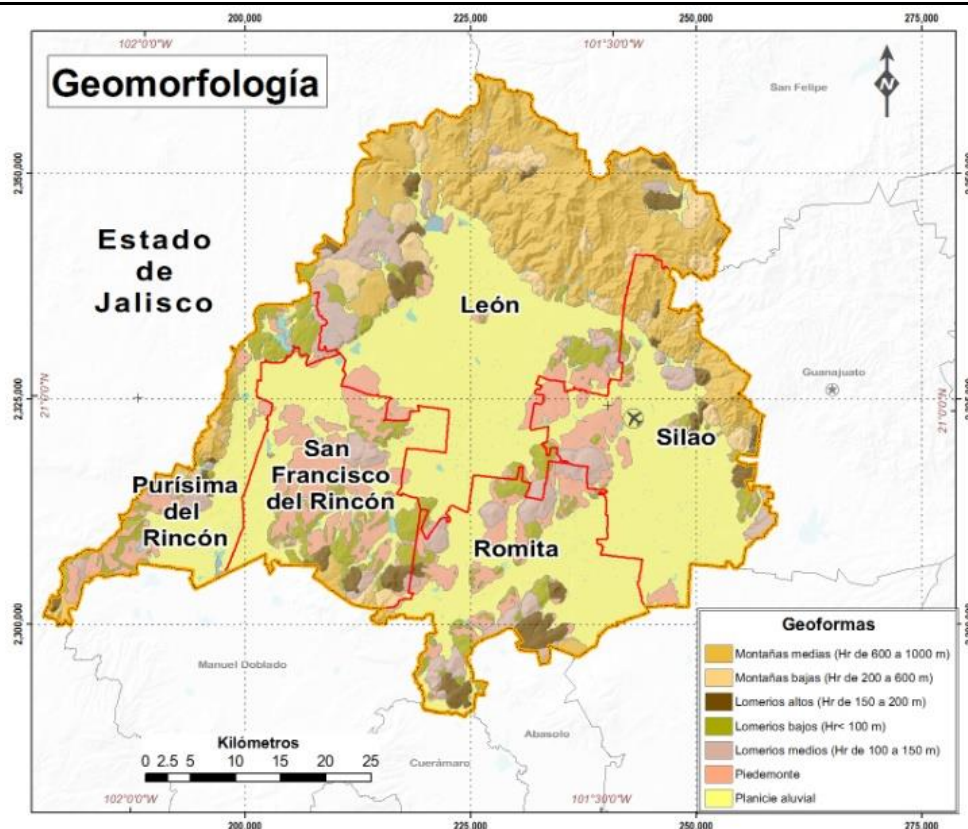 200,000 225,000 250,000 275,000
102°0'0"W 101°30'0"W
Geomorfología
N
San Felipe
2,350,000 2,350,000
Estado
de
Jalisco
León
Guanajuato
21°0'0"N 2,325,000 21°0'0"N
Silao
San
Francisco
del Rincón
Purísima
del
Rincón
Romita
2,300,000
Geoformas
Montañas medias (Hr de 600 a 1000 m)
Montañas bajas (Hr de 200 a 600 m)
Lomerios altos (Hr de 150 a 200 m)
Lomerios bajos (Hr< 100 m)
Lomerios medios (Hr de 100 a 150 m)
Piedemonte
Planicie aluvial
Manuel Doblado
Abasolo
Cuerámaro
Kilómetros
0 2.5 5 10 15 20 25
102°0'0"W 101°30'0"W
200,000 225,000 250,000 275,000